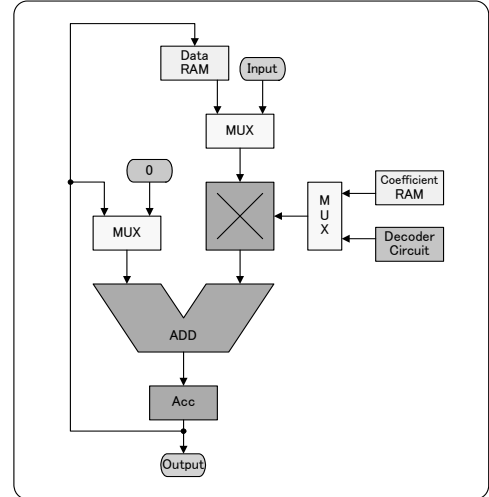 Data
RAM
Input
MUX
0
Coefficient
RAM
M
U
X
MUX
Decoder
Circuit
ADD
Acc
Output